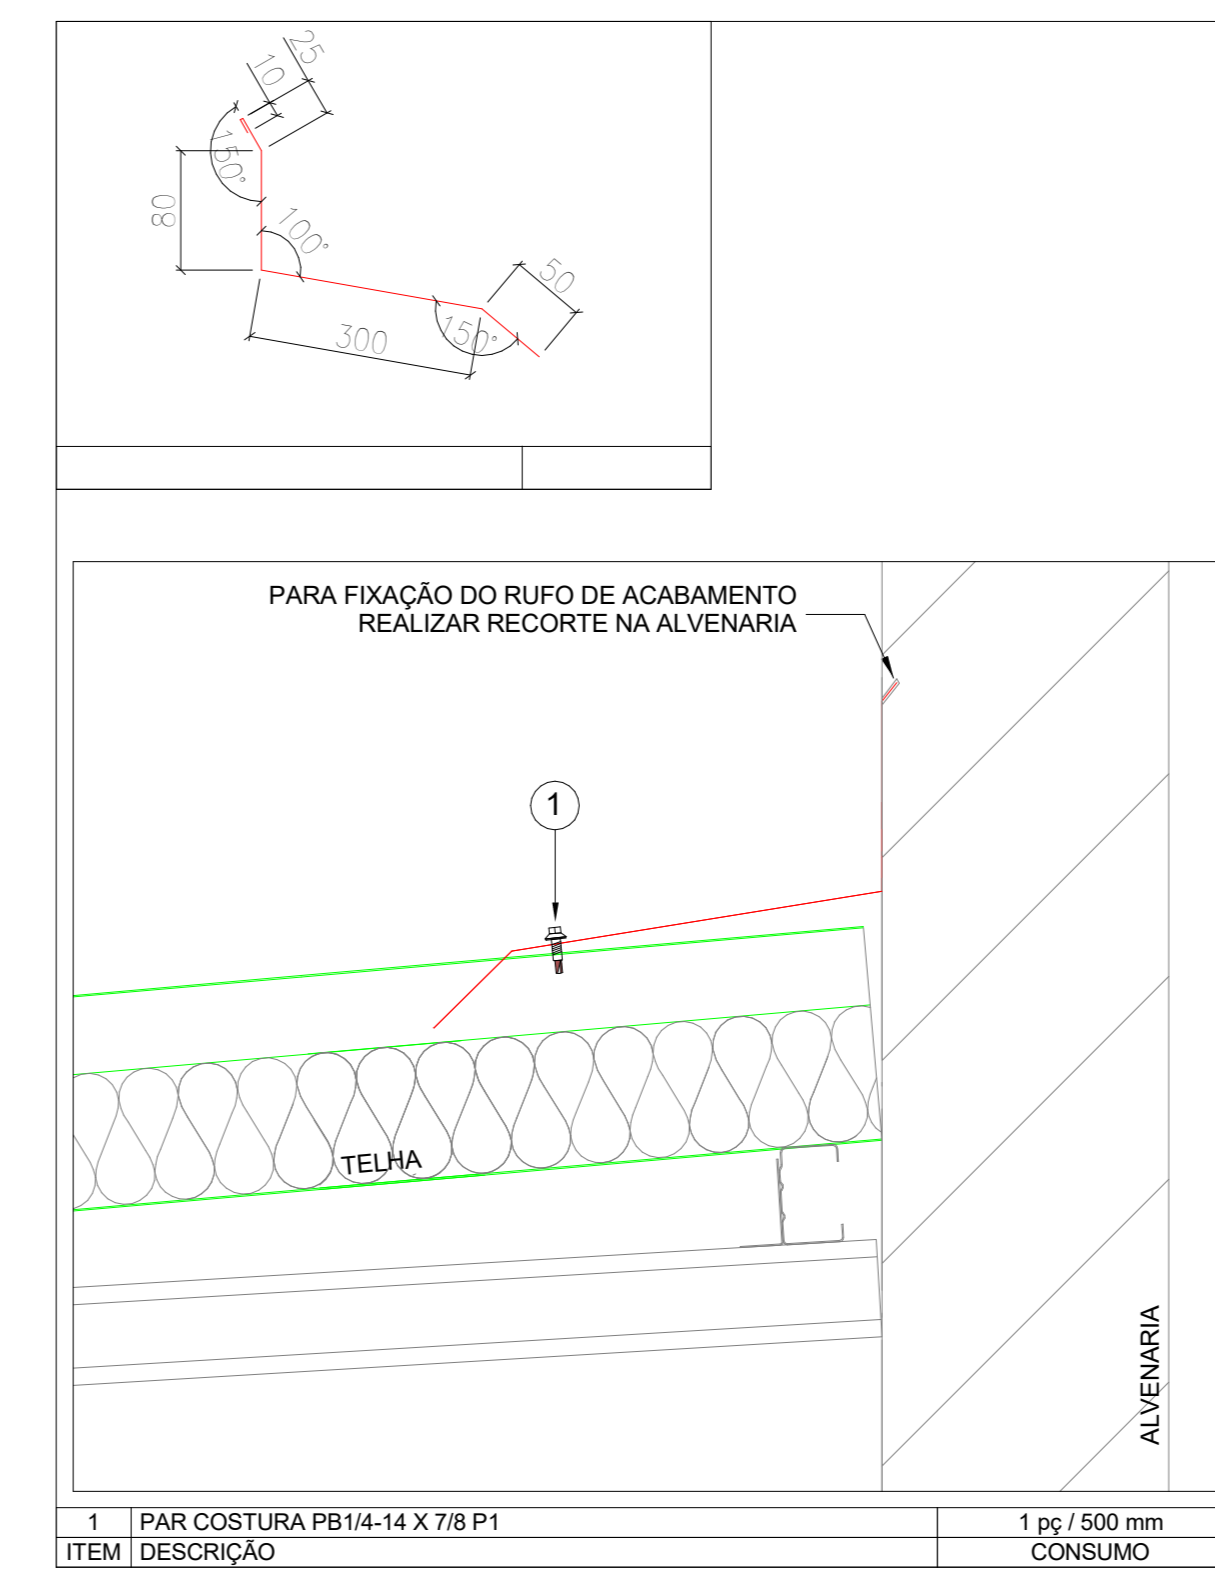 25
10
150°
80
100°
50
300
150°
PARA FIXAÇÃO DO RUFO DE ACABAMENTO
REALIZAR RECORTE NA ALVENARIA
1
TELHA
ALVENARIA
1 PAR COSTURA PB1/4-14 X 7/8 P1 1 pç / 500 mm
ITEM DESCRIÇÃO CONSUMO